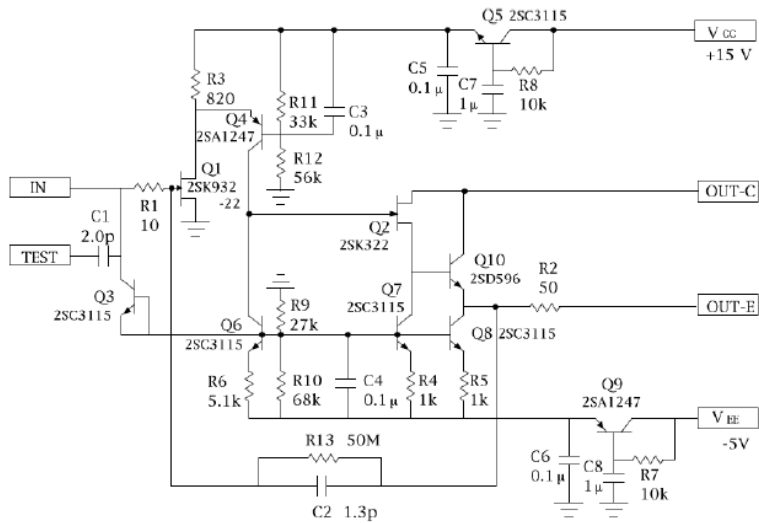 Q5 2SC3115
V CC
+15 V
C5
0.1 μ
C7
1μ
R8
10k
R3
820
R11
33k
C3
0.1 μ
Q4
2SA1247
R12
56k
Q1
2SK932
-22
IN
R1
10
C1
2.0p
TEST
Q3
2SC3115
Q2
2SK322
OUT-C
Q10
2SD596
R2
50
Q7
2SC3115
OUT-E
R9
27k
Q6
2SC3115
Q8 2SC3115
R6
5.1k
R10
68k
C4
0.1 μ
R4
1k
R5
1k
Q9
2SA1247
V EE
-5V
R13 50M
C6
0.1 μ
C8
1μ
R7
10k
C2 1.3p